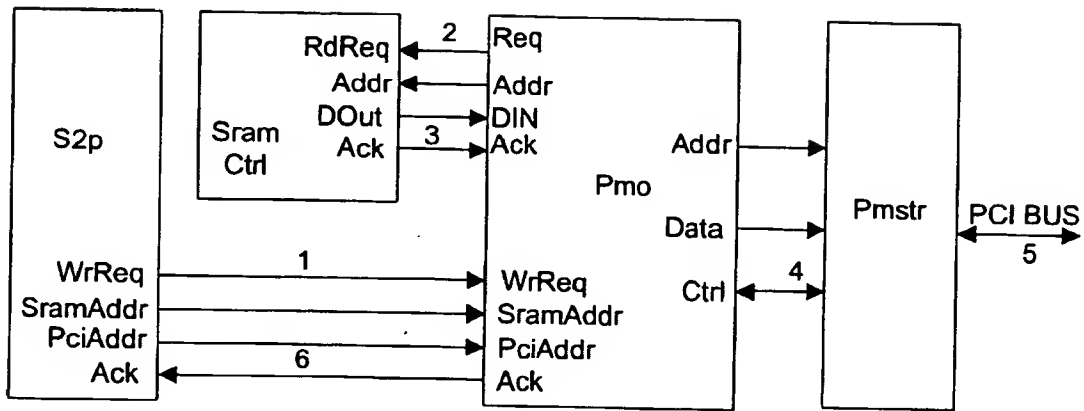 S2p
WrReq
SramAddr
PciAddr
Ack
Sram
Ctrl
RdReq
Addr
DOut
Ack
2
3
1
6
Req
Addr
DIN
Ack
Pmo
WrReq
SramAddr
PciAddr
Ack
Addr
Data
Ctrl
4
Pmstr
PCI BUS
5